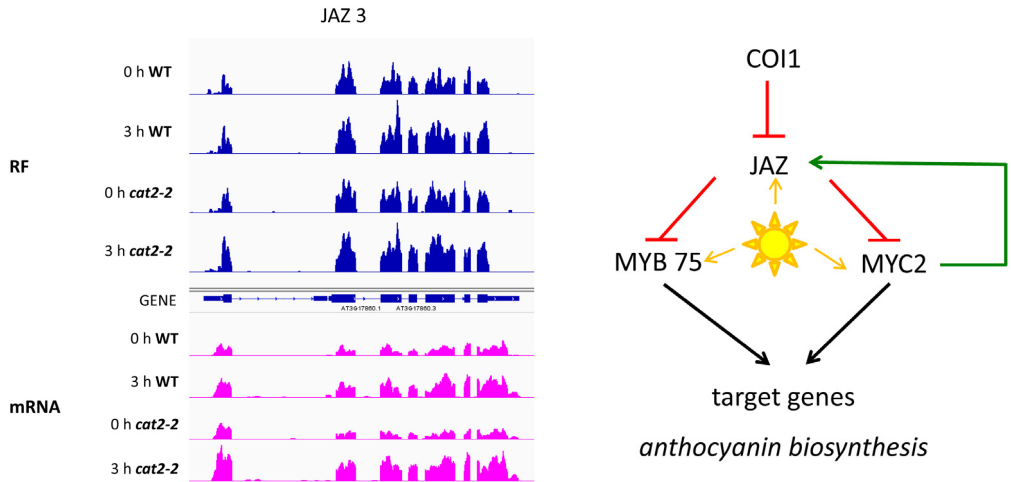 JAZ 3
RF
0 h WT
3 h WT
0 h cat2-2
3 h cat2-2
GENE
AT3G17860.1 AT3G17860.3
mRNA
0 h WT
3 h WT
0 h cat2-2
3 h cat2-2
COI1
JAZ
MYB 75
MYC2
target genes
anthocyanin biosynthesis